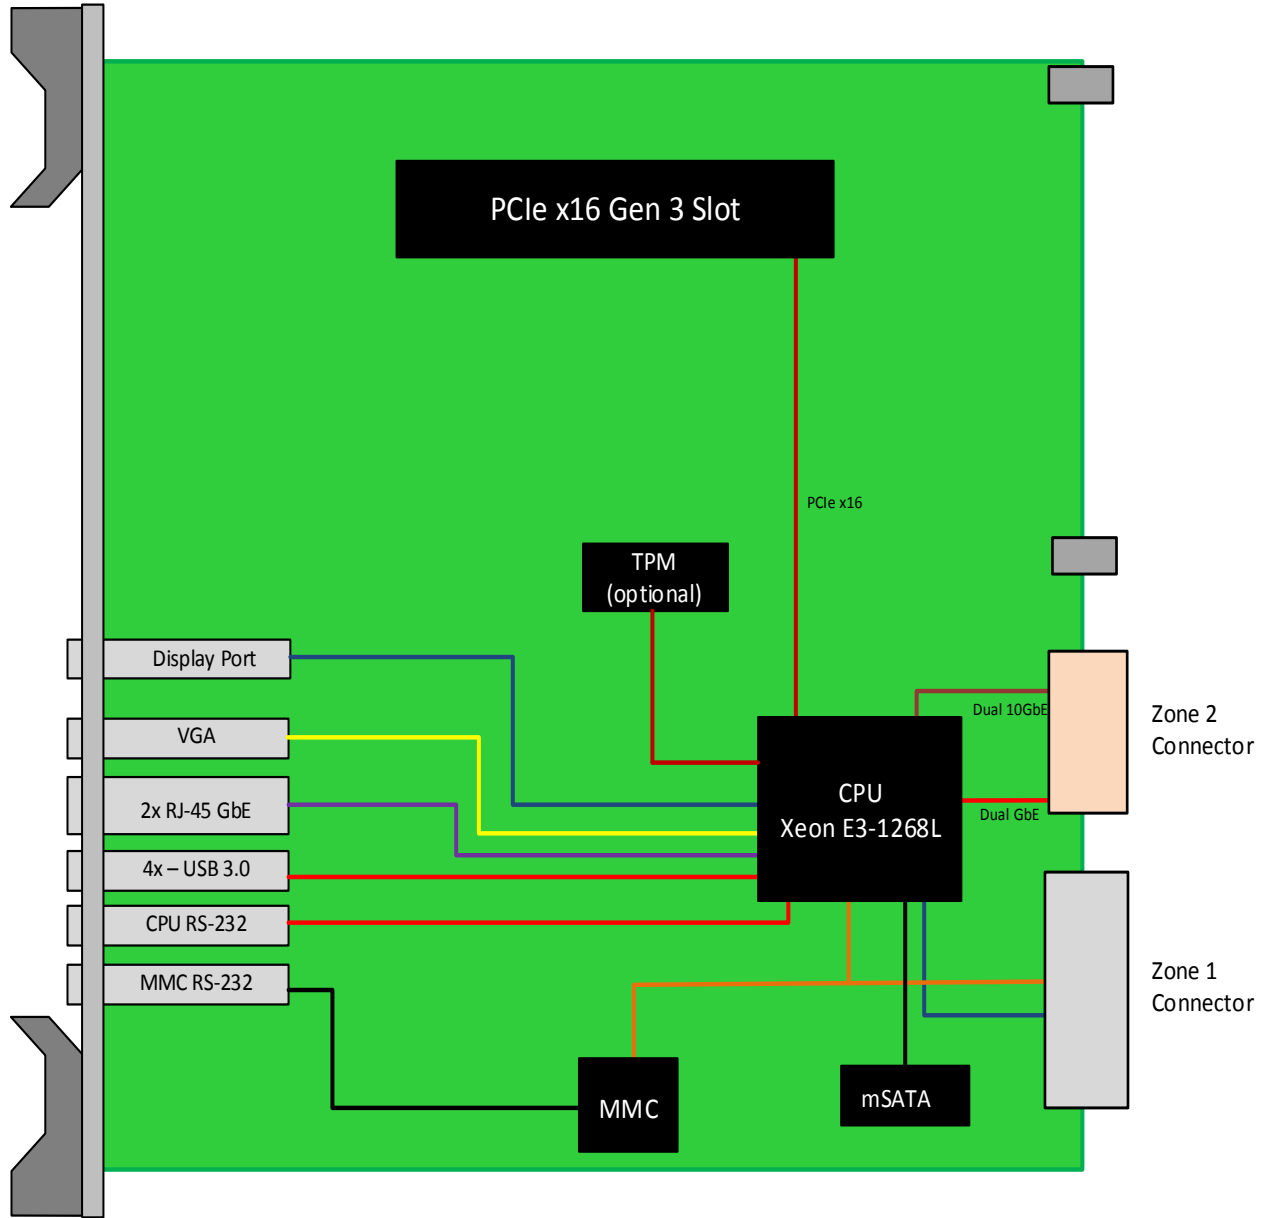 PCIe x16 Gen 3 Slot
PCIe x16
TPM
(optional)
Display Port
VGA
2x RJ-45 GbE
4x – USB 3.0
CPU RS-232
MMC RS-232
CPU
Xeon E3-1268L
Dual 10GbE
Dual GbE
Zone 2
Connector
Zone 1
Connector
MMC
mSATA